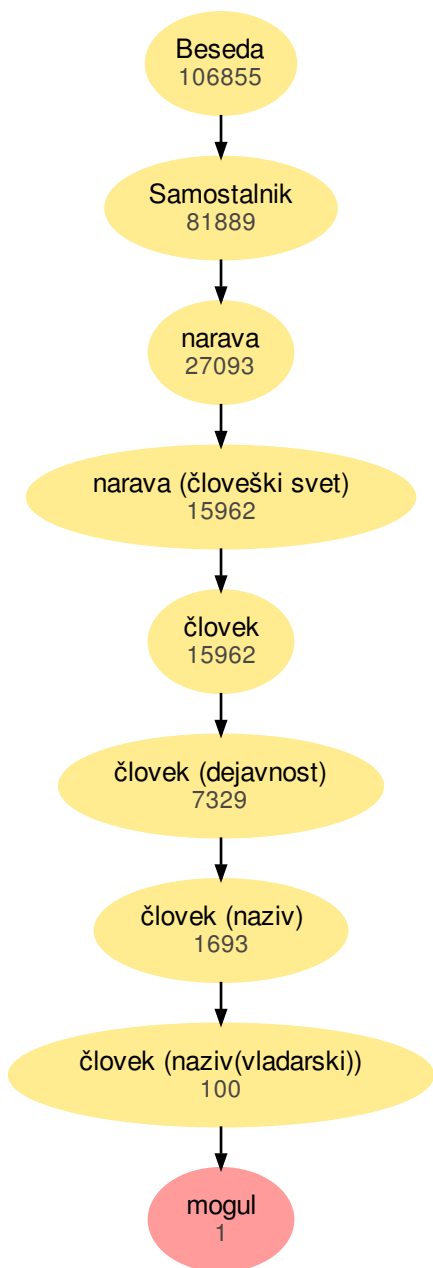 Beseda
106855
Samostalnik
81889
narava
27093
narava (človeški svet)
15962
človek
15962
človek (dejavnost)
7329
človek (naziv)
1693
človek (naziv(vladarski))
100
mogul
1